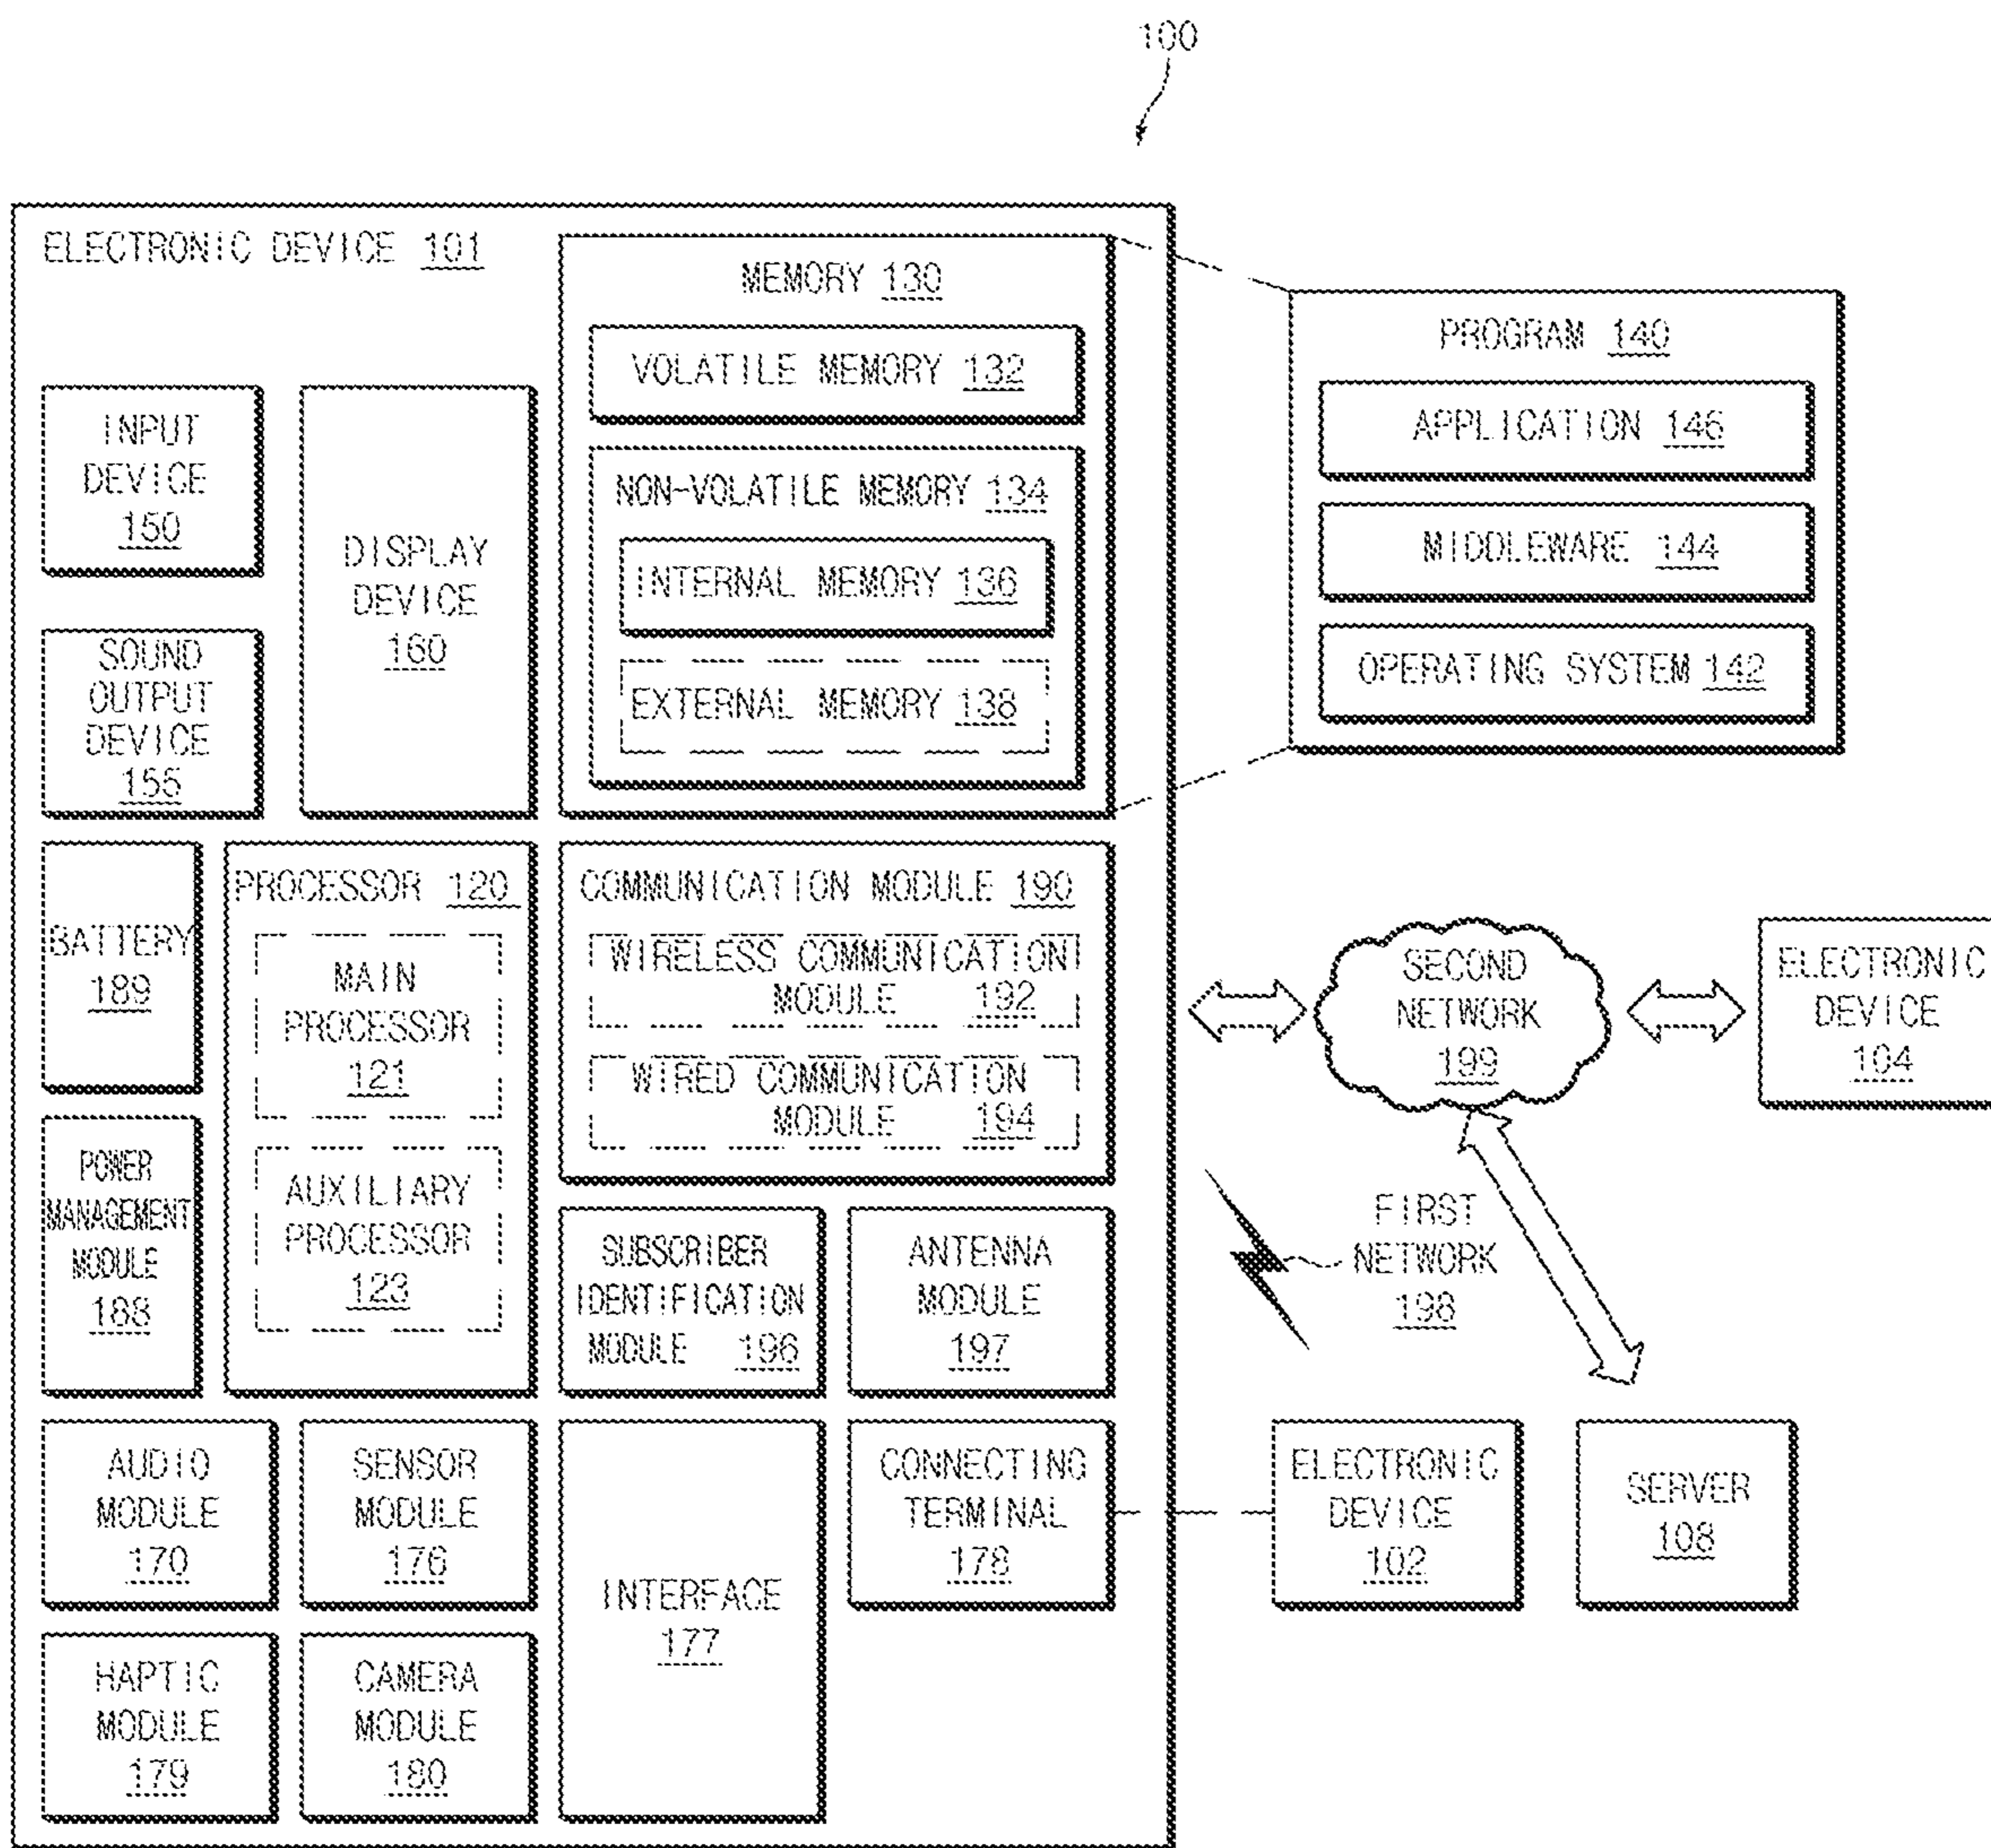 100
ELECTRONIC DEVICE 101
MEMORY 130
VOLATILE MEMORY 132
NON-VOLATILE MEMORY 134
INTERNAL MEMORY 136
EXTERNAL MEMORY 138
PROGRAM 140
APPLICATION 146
MIDDLEWARE 144
OPERATING SYSTEM 142
INPUT
DEVICE
150
DISPLAY
DEVICE
160
SOUND
OUTPUT
DEVICE
155
BATTERY
189
PROCESSOR 120
MAIN
PROCESSOR
121
AUXILIARY
PROCESSOR
123
COMMUNICATION MODULE 190
WIRELESS COMMUNICATION
MODULE 192
WIRED COMMUNICATION
MODULE 194
SECOND
NETWORK
199
ELECTRONIC
DEVICE
104
POWER
MANAGEMENT
MODULE
188
SUBSCRIBER
IDENTIFICATION
MODULE 196
ANTENNA
MODULE
197
FIRST
NETWORK
198
AUDIO
MODULE
170
SENSOR
MODULE
176
INTERFACE
177
CONNECTING
TERMINAL
178
ELECTRONIC
DEVICE
102
SERVER
108
HAPTIC
MODULE
179
CAMERA
MODULE
180